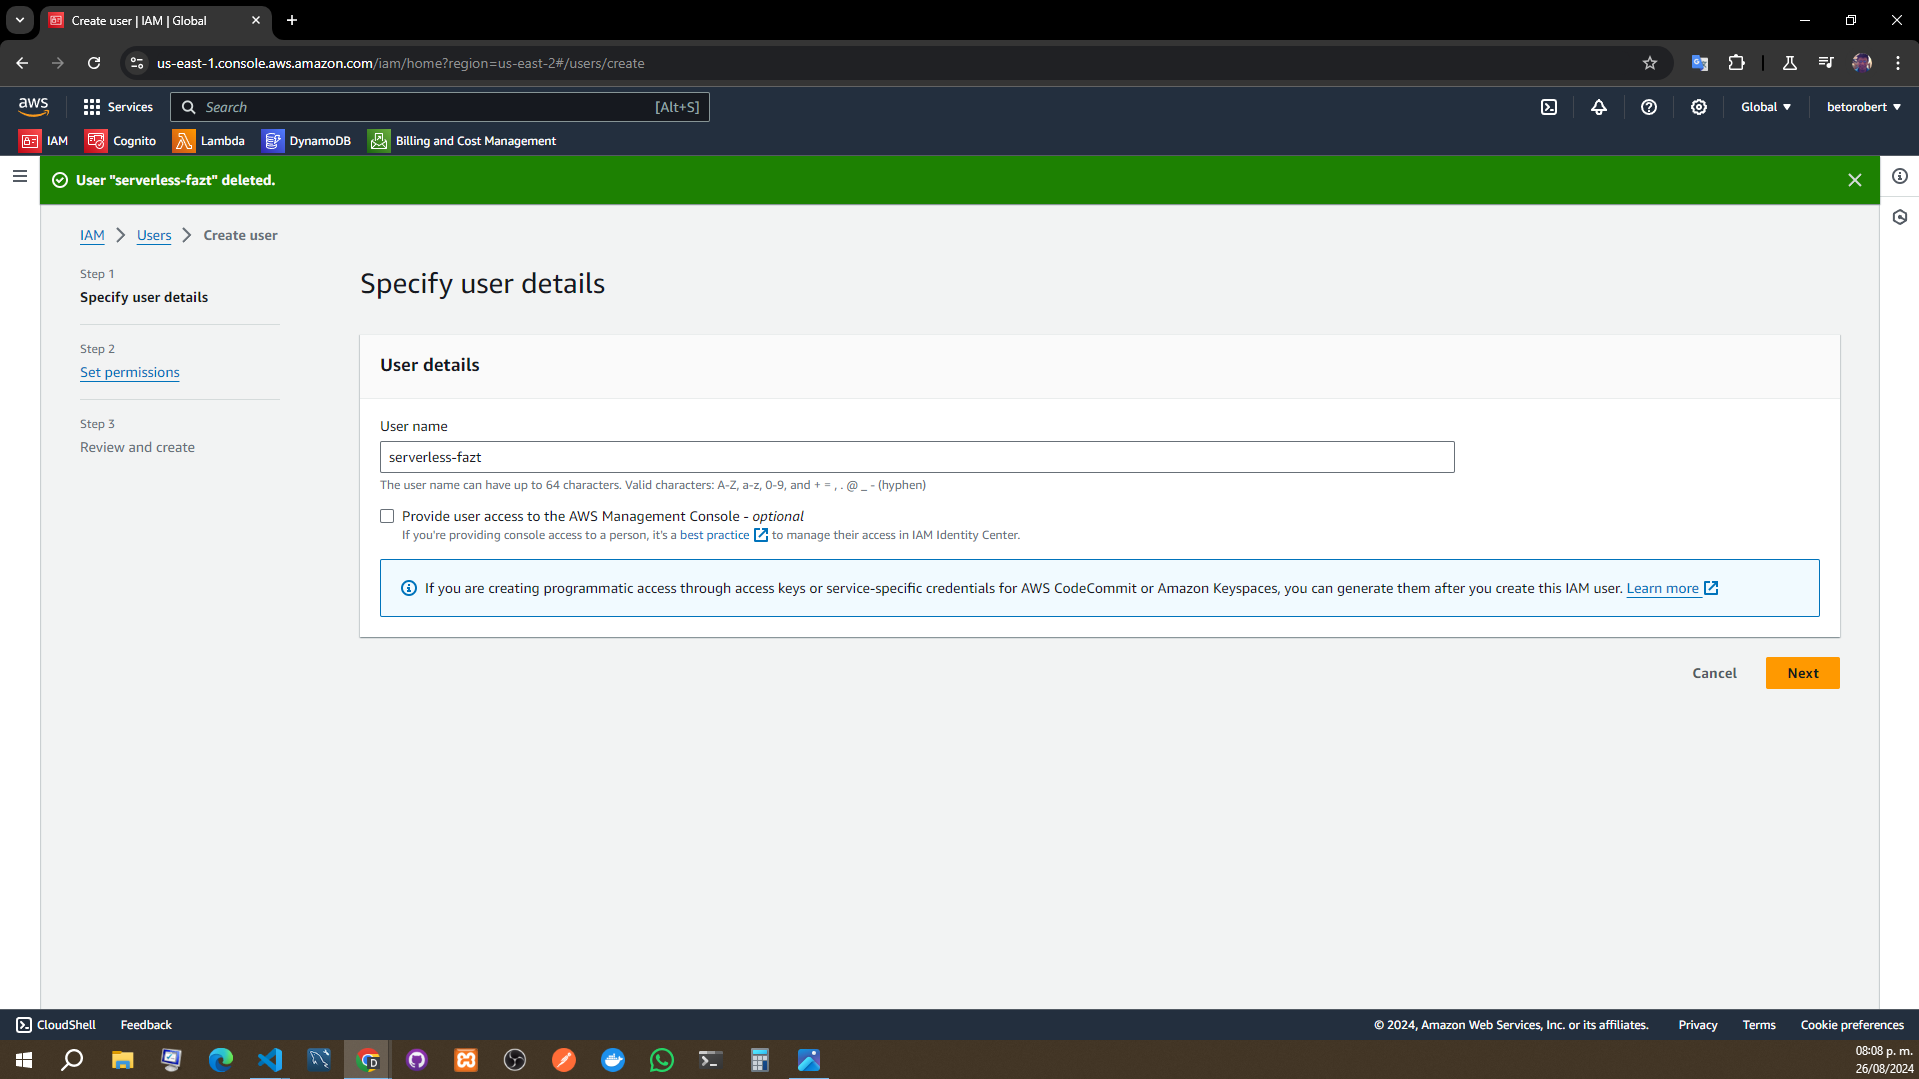 Create user | IAM | Global
us-east-1.console.aws.amazon.com/iam/home?region=us-east-2#/users/create
aws
Services
Search
[Alt+S]
Global
betorobert
IAM
Cognito
Lambda
DynamoDB
Billing and Cost Management
User "serverless-fazt" deleted.
IAM
Users
Create user
Step 1
Specify user details
Step 2
Set permissions
Step 3
Review and create
Specify user details
User details
User name
serverless-fazt
The user name can have up to 64 characters. Valid characters: A-Z, a-z, 0-9, and + = , . @ _ - (hyphen)
Provide user access to the AWS Management Console - optional
If you're providing console access to a person, it's a best practice to manage their access in IAM Identity Center.
If you are creating programmatic access through access keys or service-specific credentials for AWS CodeCommit or Amazon Keyspaces, you can generate them after you create this IAM user. Learn more
Cancel
Next
CloudShell
Feedback
© 2024, Amazon Web Services, Inc. or its affiliates.
Privacy
Terms
Cookie preferences
08:08 p. m.
26/08/2024